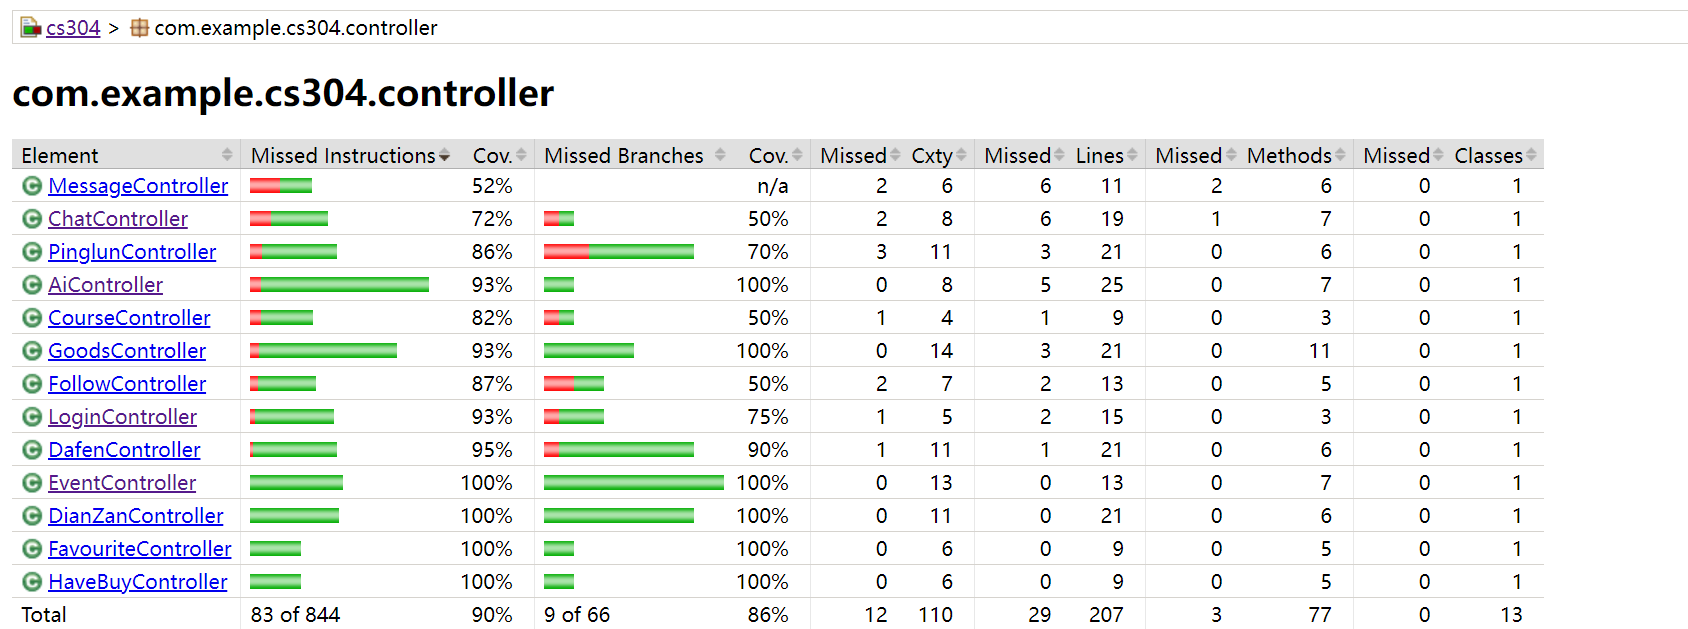 cs304 > com.example.cs304.controller
com.example.cs304.controller
Element Missed Instructions Cov. Missed Branches Cov. Missed Cxty Missed Lines Missed Methods Missed Classes
MessageController 52% n/a 2 6 6 11 2 6 0 1
ChatController 72% 50% 2 8 6 19 1 7 0 1
PinglunController 86% 70% 3 11 3 21 0 6 0 1
AiController 93% 100% 0 8 5 25 0 7 0 1
CourseController 82% 50% 1 4 1 9 0 3 0 1
GoodsController 93% 100% 0 14 3 21 0 11 0 1
FollowController 87% 50% 2 7 2 13 0 5 0 1
LoginController 93% 75% 1 5 2 15 0 3 0 1
DafenController 95% 90% 1 11 1 21 0 6 0 1
EventController 100% 100% 0 13 0 13 0 7 0 1
DianZanController 100% 100% 0 11 0 21 0 6 0 1
FavouriteController 100% 100% 0 6 0 9 0 5 0 1
HaveBuyController 100% 100% 0 6 0 9 0 5 0 1
Total 83 of 844 90% 9 of 66 86% 12 110 29 207 3 77 0 13